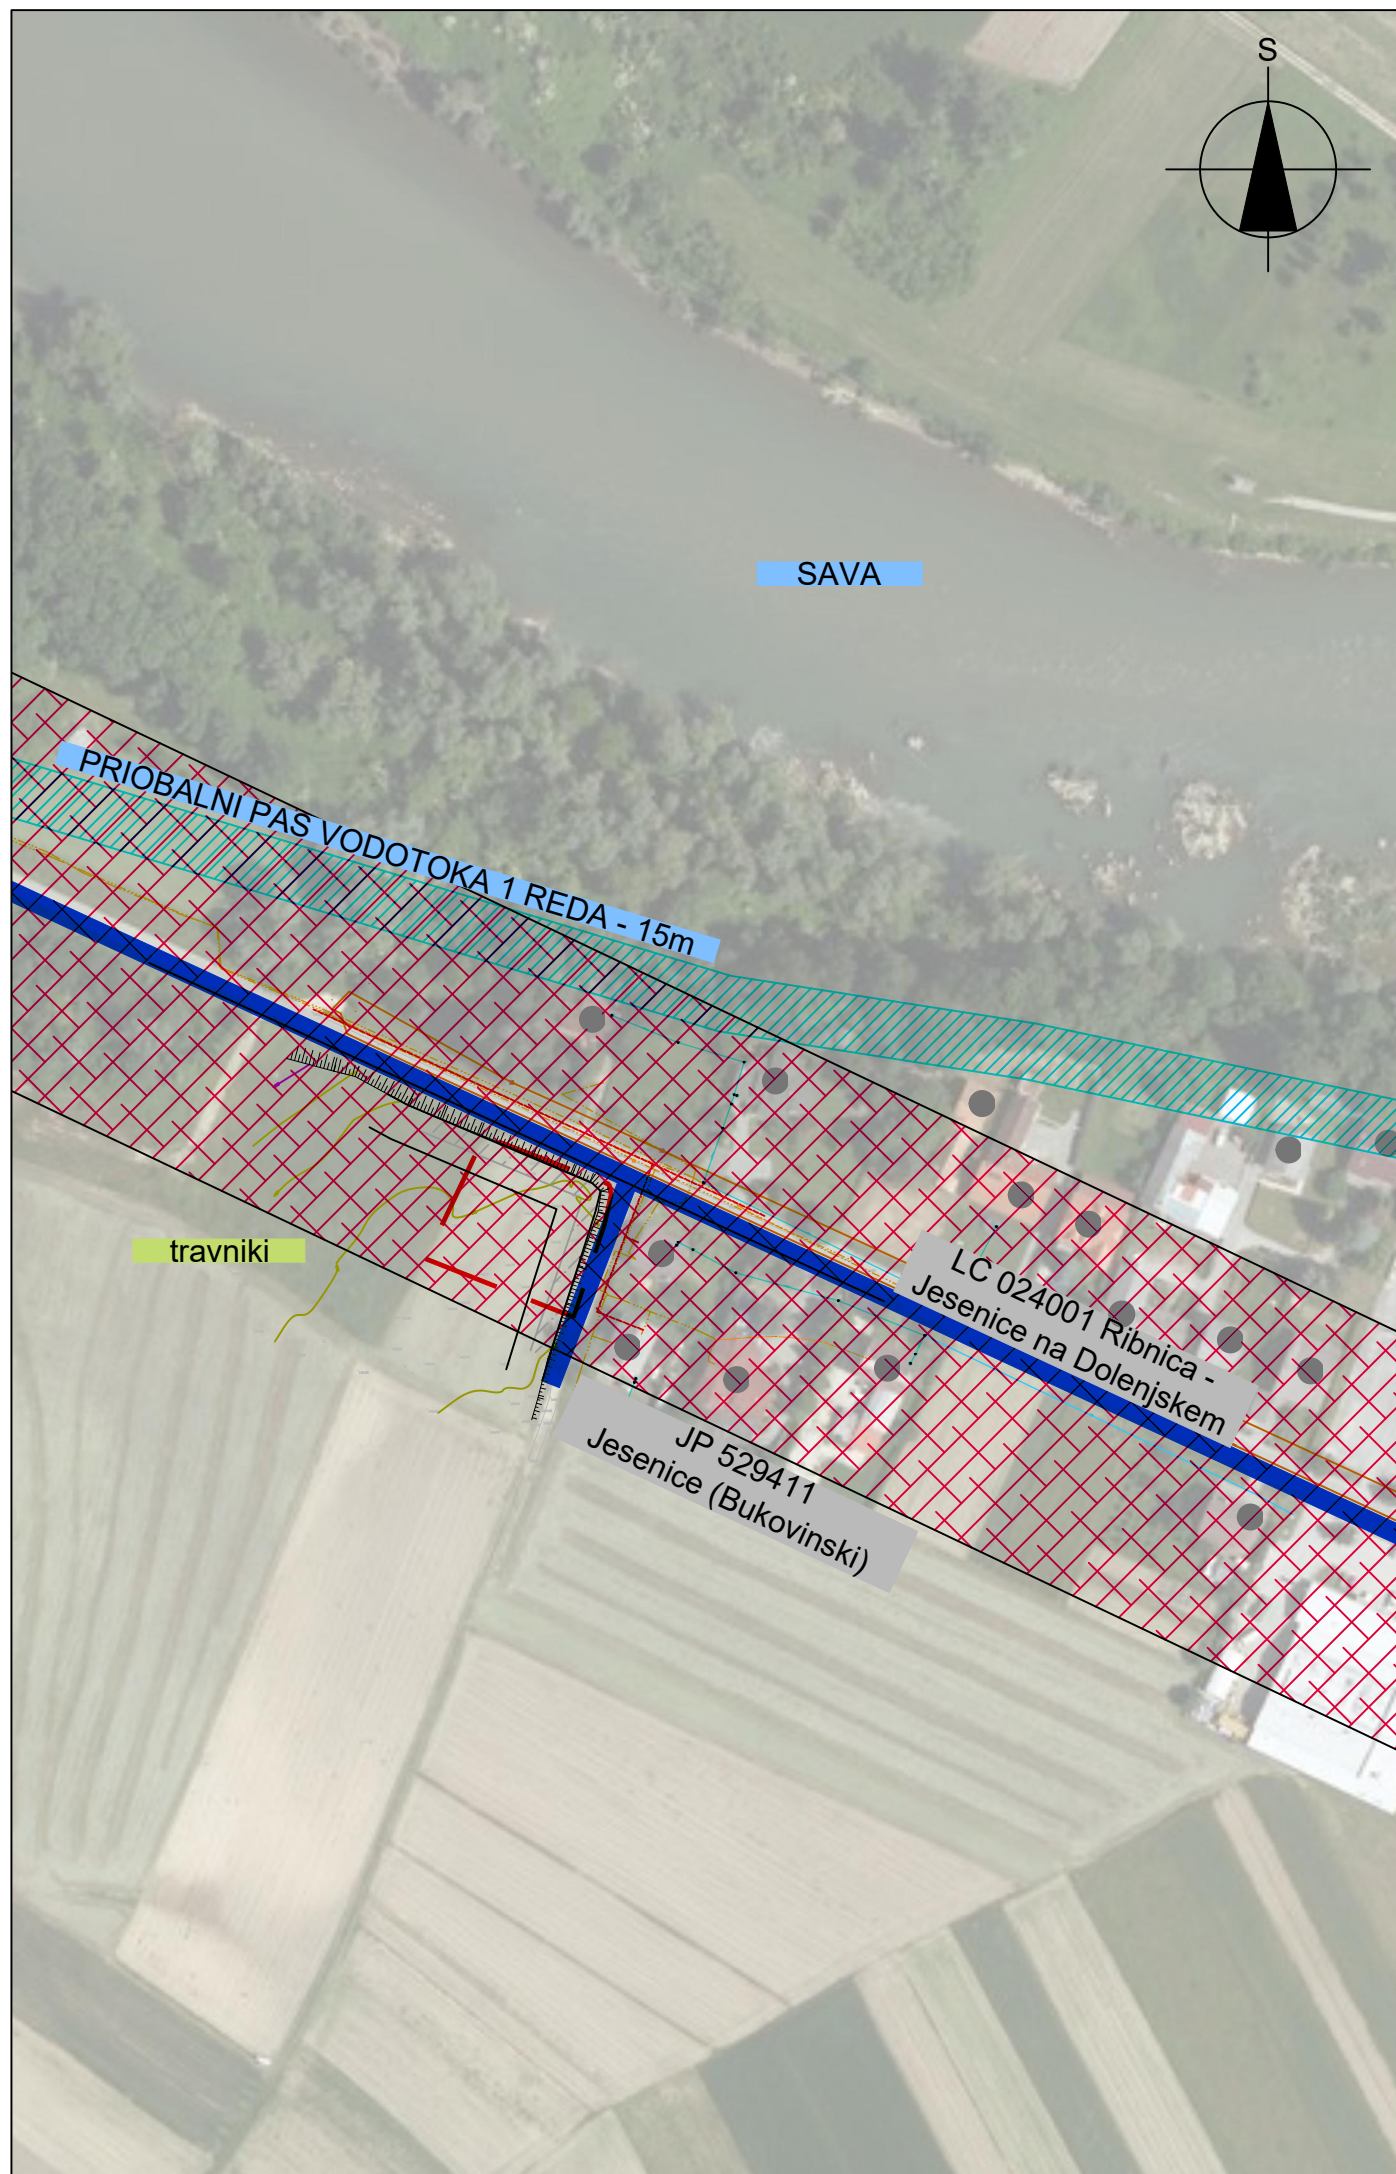 S
SAVA
PRIOBALNI PAS VODOTOKA 1 REDA - 15m
travniki
LC 024001 Ribnica -
Jesenice na Dolenjskem
JP 529411
Jesenice (Bukovinski)